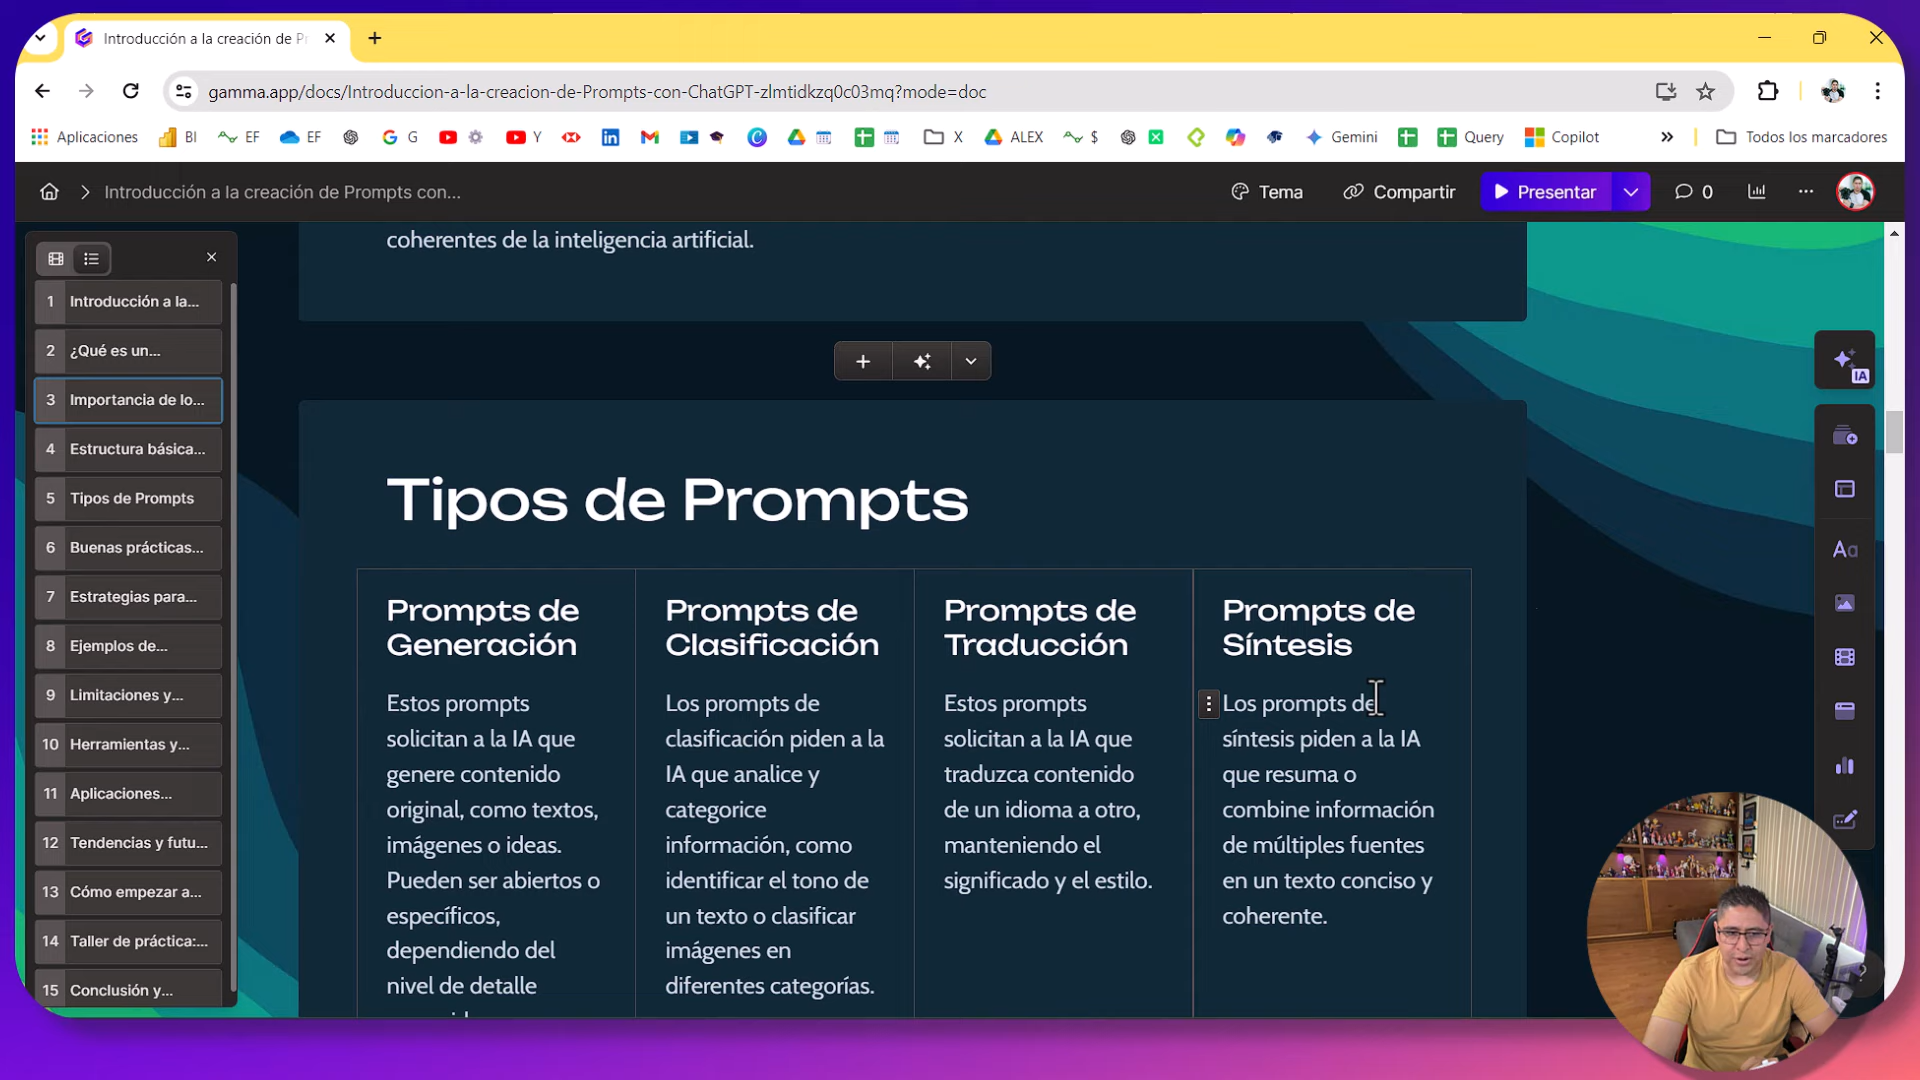 Introducción a la creación de P
gamma.app/docs/Introduccion-a-la-creacion-de-Prompts-con-ChatGPT-zlmtidkzq0c03mq?mode=doc
Aplicaciones
BI
EF
EF
G
Y
X
ALEX
$
Gemini
Query
Copilot
»
Todos los marcadores
Introducción a la creación de Prompts con...
Tema
Compartir
Presentar
0
coherentes de la inteligencia artificial.
1 Introducción a la...
2 ¿Qué es un...
3 Importancia de lo...
4 Estructura básica...
5 Tipos de Prompts
6 Buenas prácticas...
7 Estrategias para...
8 Ejemplos de...
9 Limitaciones y...
10 Herramientas y...
11 Aplicaciones...
12 Tendencias y futu...
13 Cómo empezar a...
14 Taller de práctica:...
15 Conclusión y...
IA
Aa
Tipos de Prompts
Prompts de
Generación
Estos prompts
solicitan a la IA que
genere contenido
original, como textos,
imágenes o ideas.
Pueden ser abiertos o
específicos,
dependiendo del
nivel de detalle
Prompts de
Clasificación
Los prompts de
clasificación piden a la
IA que analice y
categorice
información, como
identificar el tono de
un texto o clasificar
imágenes en
diferentes categorías.
Prompts de
Traducción
Estos prompts
solicitan a la IA que
traduzca contenido
de un idioma a otro,
manteniendo el
significado y el estilo.
Prompts de
Síntesis
Los prompts de
síntesis piden a la IA
que resuma o
combine información
de múltiples fuentes
en un texto conciso y
coherente.